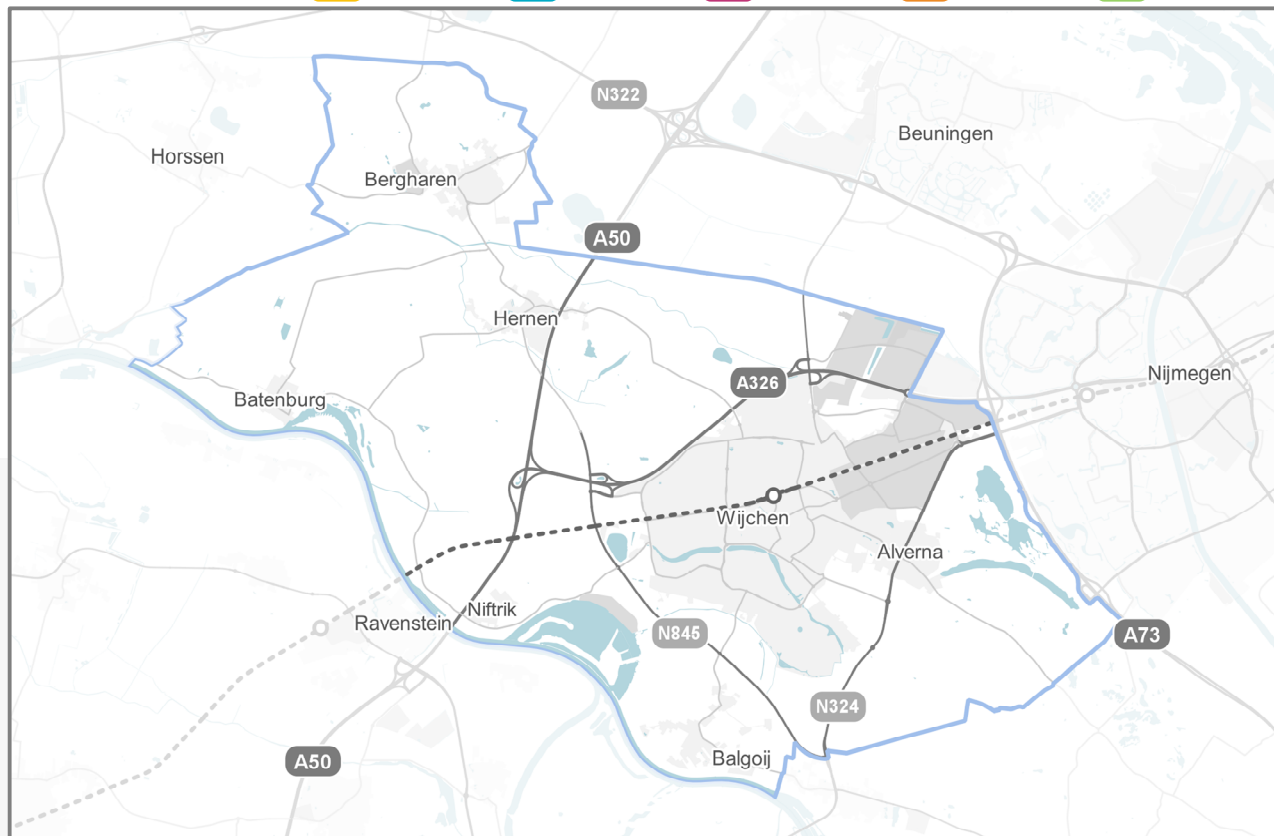 N322
Beuningen
Horssen
Bergharen
A50
Hernen
Nijmegen
A326
Batenburg
Wijchen
Alverna
Niftrik
Ravenstein
N845
A73
N324
Balgoij
A50